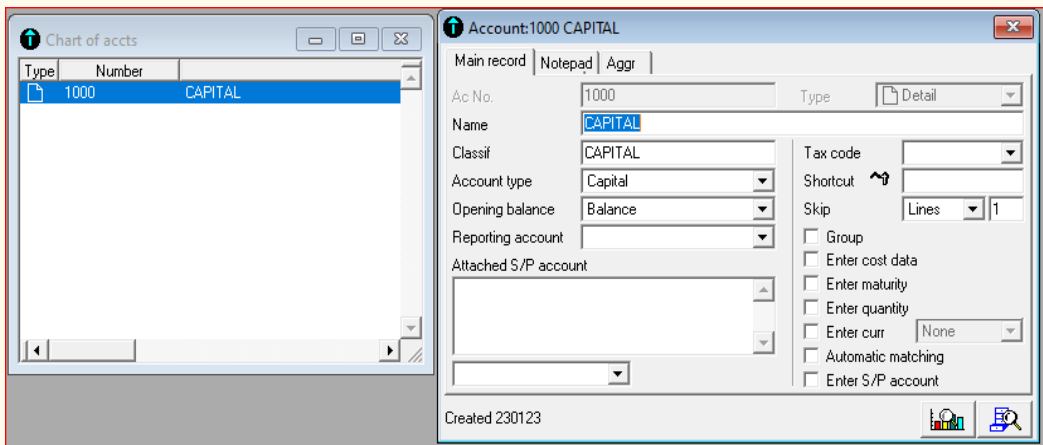 Chart of accts
Type Number
1000 CAPITAL
Account:1000 CAPITAL
Main record Notepad Aggr
Ac No. 1000 Type Detail
Name CAPITAL
Classif CAPITAL Tax code
Account type Capital Shortcut
Opening balance Balance Skip Lines 1
Reporting account Group
Attached S/P account Enter cost data
Enter maturity
Enter quantity
Enter curr None
Automatic matching
Enter S/P account
Created 230123